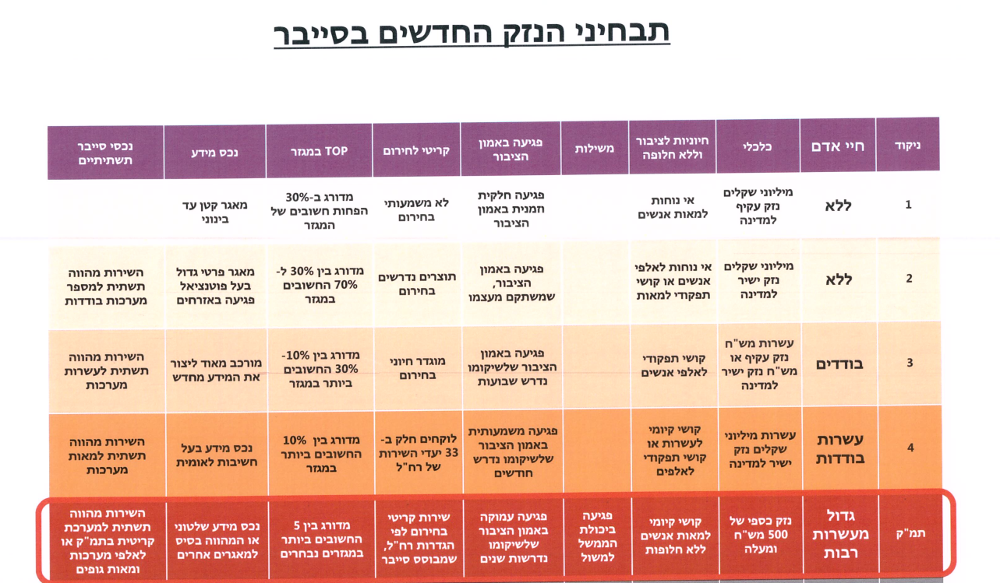 תבחיני הנזק החדשים בסייבר
ניקוד
חיי אדם
כלכלי
חיוניות לציבור
וללא חלופה
משילות
פגיעה באמון
הציבור
קריטי לחירום
TOP במגזר
נכס מידע
נכסי סייבר
תשתיתיים
1
ללא
מיליוני שקלים
נזק עקיף
למדינה
אי נוחות
למאות אנשים
פגיעה חלקית
וזמנית באמון
הציבור
לא משמעותי
בחירום
מדורג ב-30%
הפחות חשובים של
המגזר
מאגר קטן עד
בינוני
2
ללא
מיליוני שקלים
נזק ישיר
למדינה
אי נוחות לאלפי
אנשים או קושי
תפקודי למאות
פגיעה באמון
הציבור,
שמשתקם מעצמו
תוצרים נדרשים
בחירום
מדורג בין 30% ל-
70% החשובים
במגזר
מאגר פרטי גדול
בעל פוטנציאל
פגיעה באזרחים
השירות מהווה
תשתית למספר
מערכות בודדות
3
בודדים
עשרות מש"ח
נזק עקיף או
מש"ח נזק ישיר
למדינה
קושי תפקודי
לאלפי אנשים
פגיעה באמון
הציבור שלשיקומו
נדרש שבועות
מוגדר חיוני
בחירום
מדורג בין 10%-
30% החשובים
ביותר במגזר
מורכב מאוד ליצור
את המידע מחדש
השירות מהווה
תשתית לעשרות
מערכות
4
עשרות
בודדות
עשרות מיליוני
שקלים נזק
ישיר למדינה
קושי קיומי
לעשרות או
קושי תפקודי
לאלפים
פגיעה משמעותית
באמון הציבור
שלשיקומו נדרש
חודשים
לוקחים חלק ב-
33 יעדי השירות
של רח"ל
מדורג בין 10%
החשובים ביותר
במגזר
נכס מידע בעל
חשיבות לאומית
השירות מהווה
תשתית למאות
מערכות
תמ"ק
גדול
מעשרות
רבות
נזק כספי של
500 מש"ח
ומעלה
קושי קיומי
למאות אנשים
ללא חלופות
פגיעה
ביכולת
הממשל
למשול
פגיעה עמוקה
באמון הציבור
שלשיקומו
נדרשות שנים
שירות קריטי
בחירום לפי
הגדרות רח"ל,
שמבוסס סייבר
מדורג בין 5
החשובים ביותר
במגזרים נבחרים
נכס מידע שלטוני
או המהווה בסיס
למאגרים אחרים
השירות מהווה
תשתית למערכת
קריטית בתמ"ק או
לאלפי מערכות
ומאות גופים